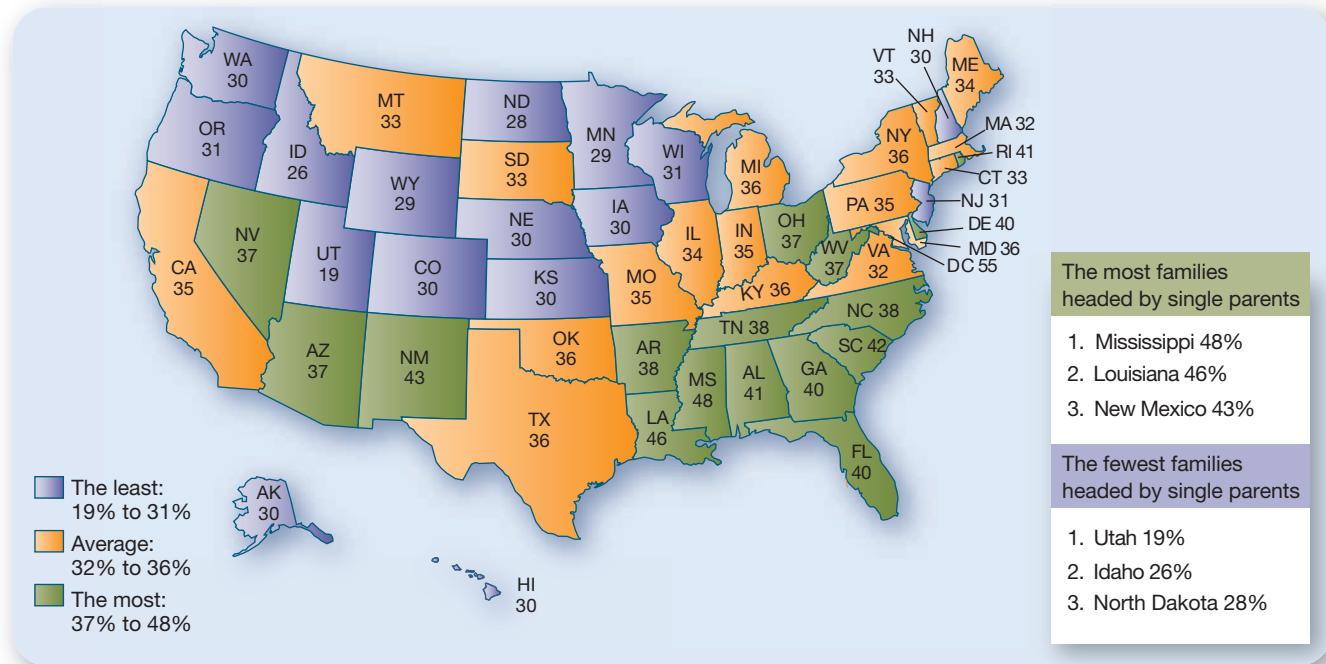 WA
30
OR
31
ID
26
MT
33
ND
28
SD
33
MN
29
WI
31
WY
29
NE
30
IA
30
CA
35
NV
37
UT
19
CO
30
KS
30
MO
35
IL
34
IN
35
MI
36
OH
37
WV
37
VA
32
PA 35
NY
36
VT
33
NH
30
ME
34
MA 32
RI 41
CT 33
NJ 31
DE 40
MD 36
DC 55
KY 36
TN 38
NC 38
SC 42
AZ
37
NM
43
OK
36
TX
36
AR
38
LA
46
MS
48
AL
41
GA
40
FL
40
AK
30
HI
30
The least:
19% to 31%
Average:
32% to 36%
The most:
37% to 48%
The most families
headed by single parents
1. Mississippi 48%
2. Louisiana 46%
3. New Mexico 43%
The fewest families
headed by single parents
1. Utah 19%
2. Idaho 26%
3. North Dakota 28%